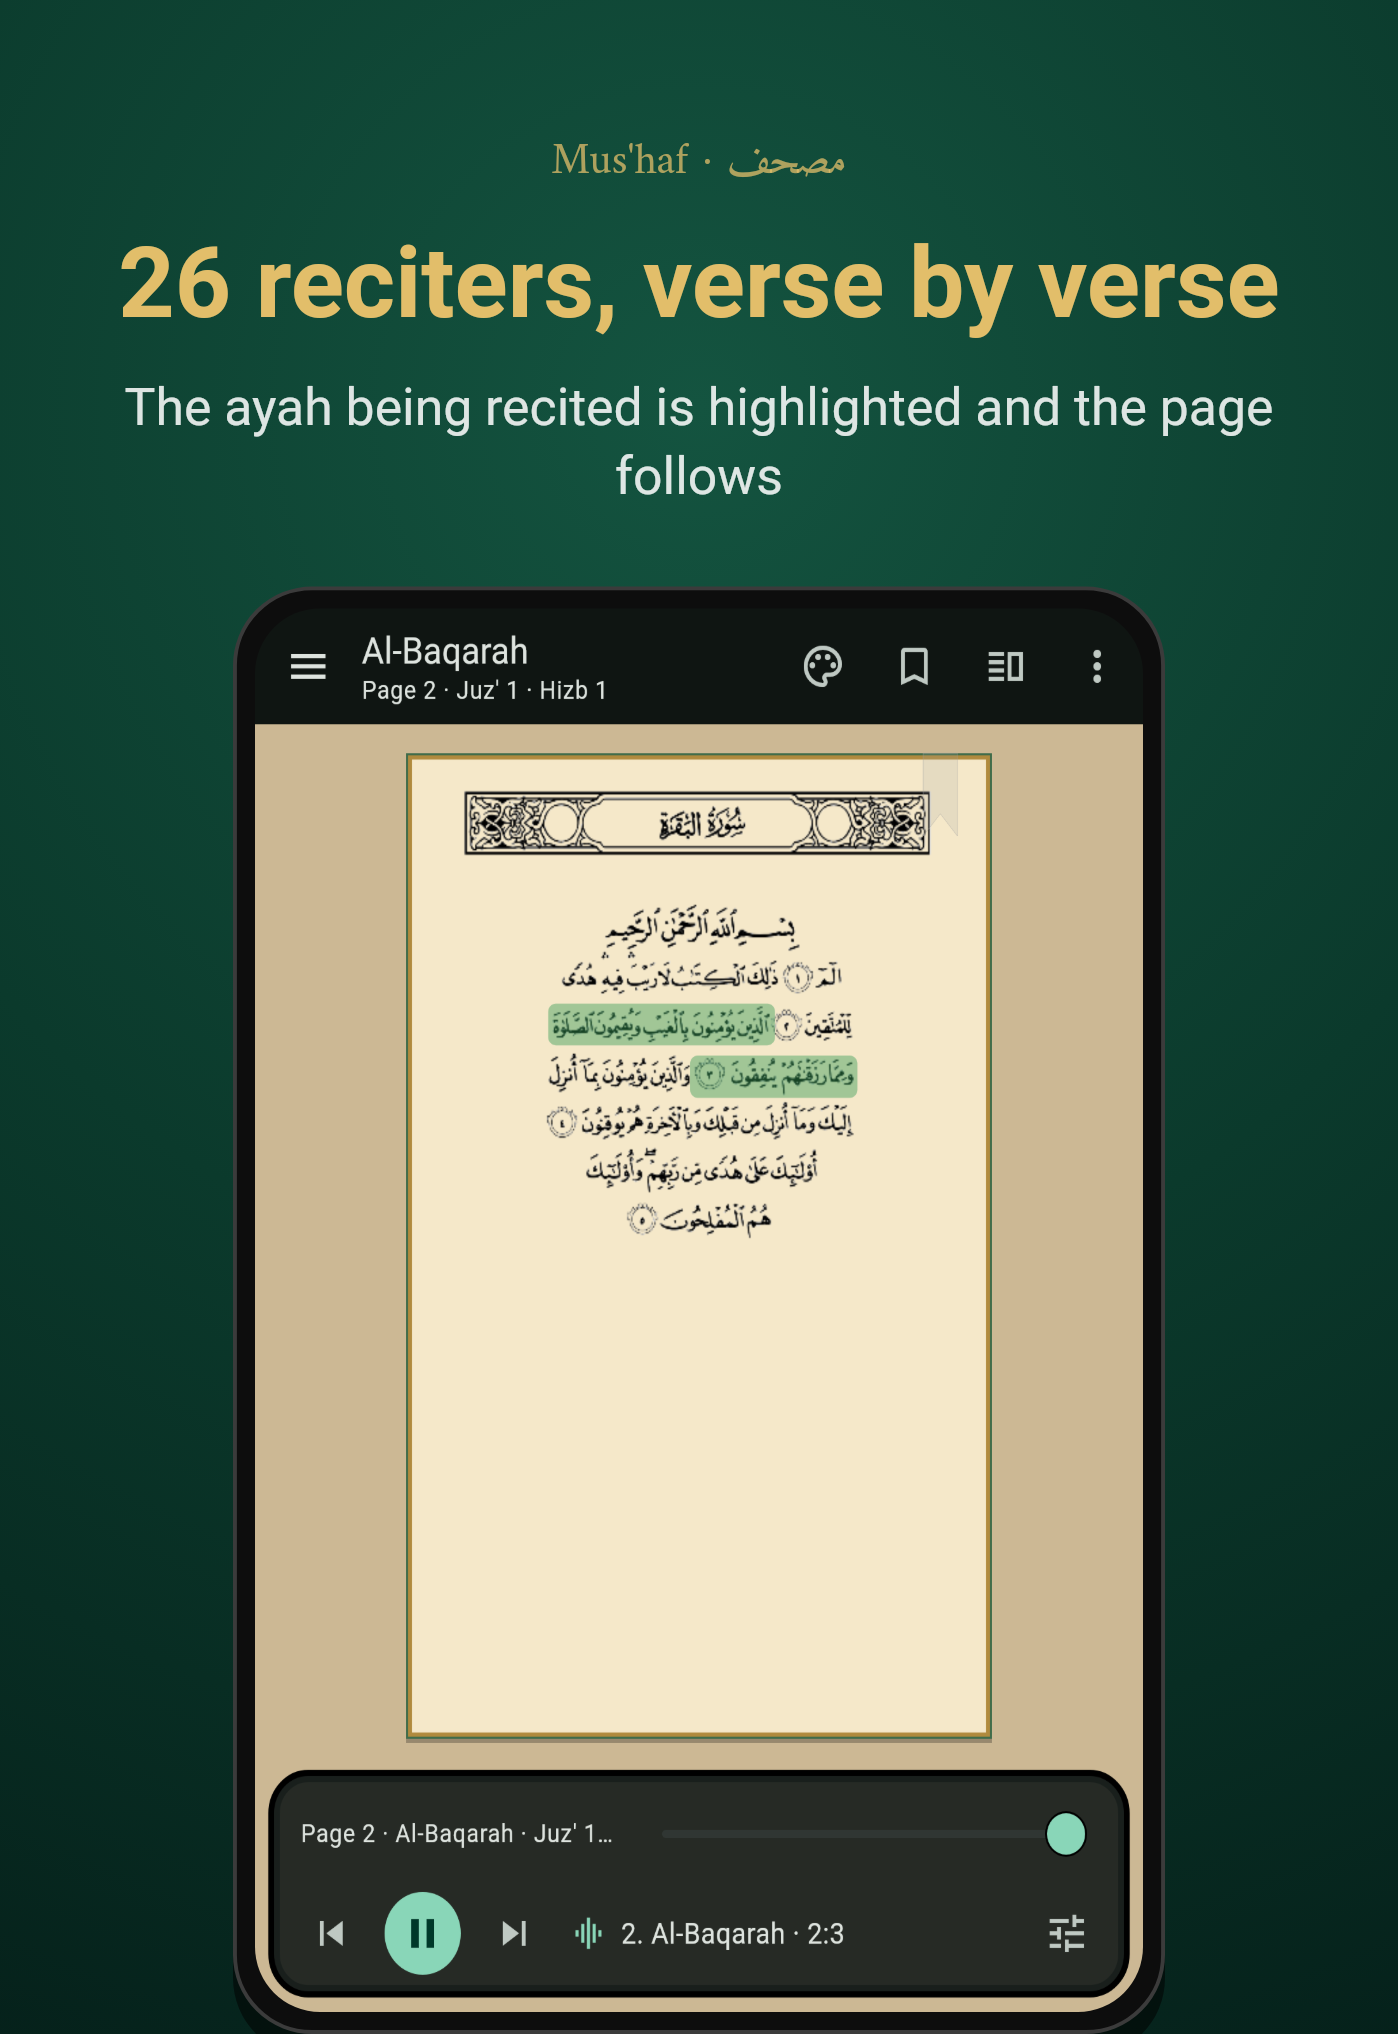 Mus'haf · مصحف
26 reciters, verse by verse
The ayah being recited is highlighted and the page
follows
Al-Baqarah
Page 2 · Juz' 1 · Hizb 1
سُورَةُ البَقَرَةِ
بِسْمِ ٱللَّهِ ٱلرَّحْمَٰنِ ٱلرَّحِيمِ
الٓمٓ ١ ذَٰلِكَ ٱلْكِتَٰبُ لَا رَيْبَ ۛ فِيهِ ۛ هُدًى
لِّلْمُتَّقِينَ ٢ ٱلَّذِينَ يُؤْمِنُونَ بِٱلْغَيْبِ وَيُقِيمُونَ ٱلصَّلَوٰةَ
وَمِمَّا رَزَقْنَٰهُمْ يُنفِقُونَ ٣ وَٱلَّذِينَ يُؤْمِنُونَ بِمَآ أُنزِلَ
إِلَيْكَ وَمَآ أُنزِلَ مِن قَبْلِكَ وَبِٱلْءَاخِرَةِ هُمْ يُوقِنُونَ ٤
أُو۟لَٰٓئِكَ عَلَىٰ هُدًى مِّن رَّبِّهِمْ ۖ وَأُو۟لَٰٓئِكَ
هُمُ ٱلْمُفْلِحُونَ ٥
Page 2 · Al-Baqarah · Juz' 1…
2. Al-Baqarah · 2:3